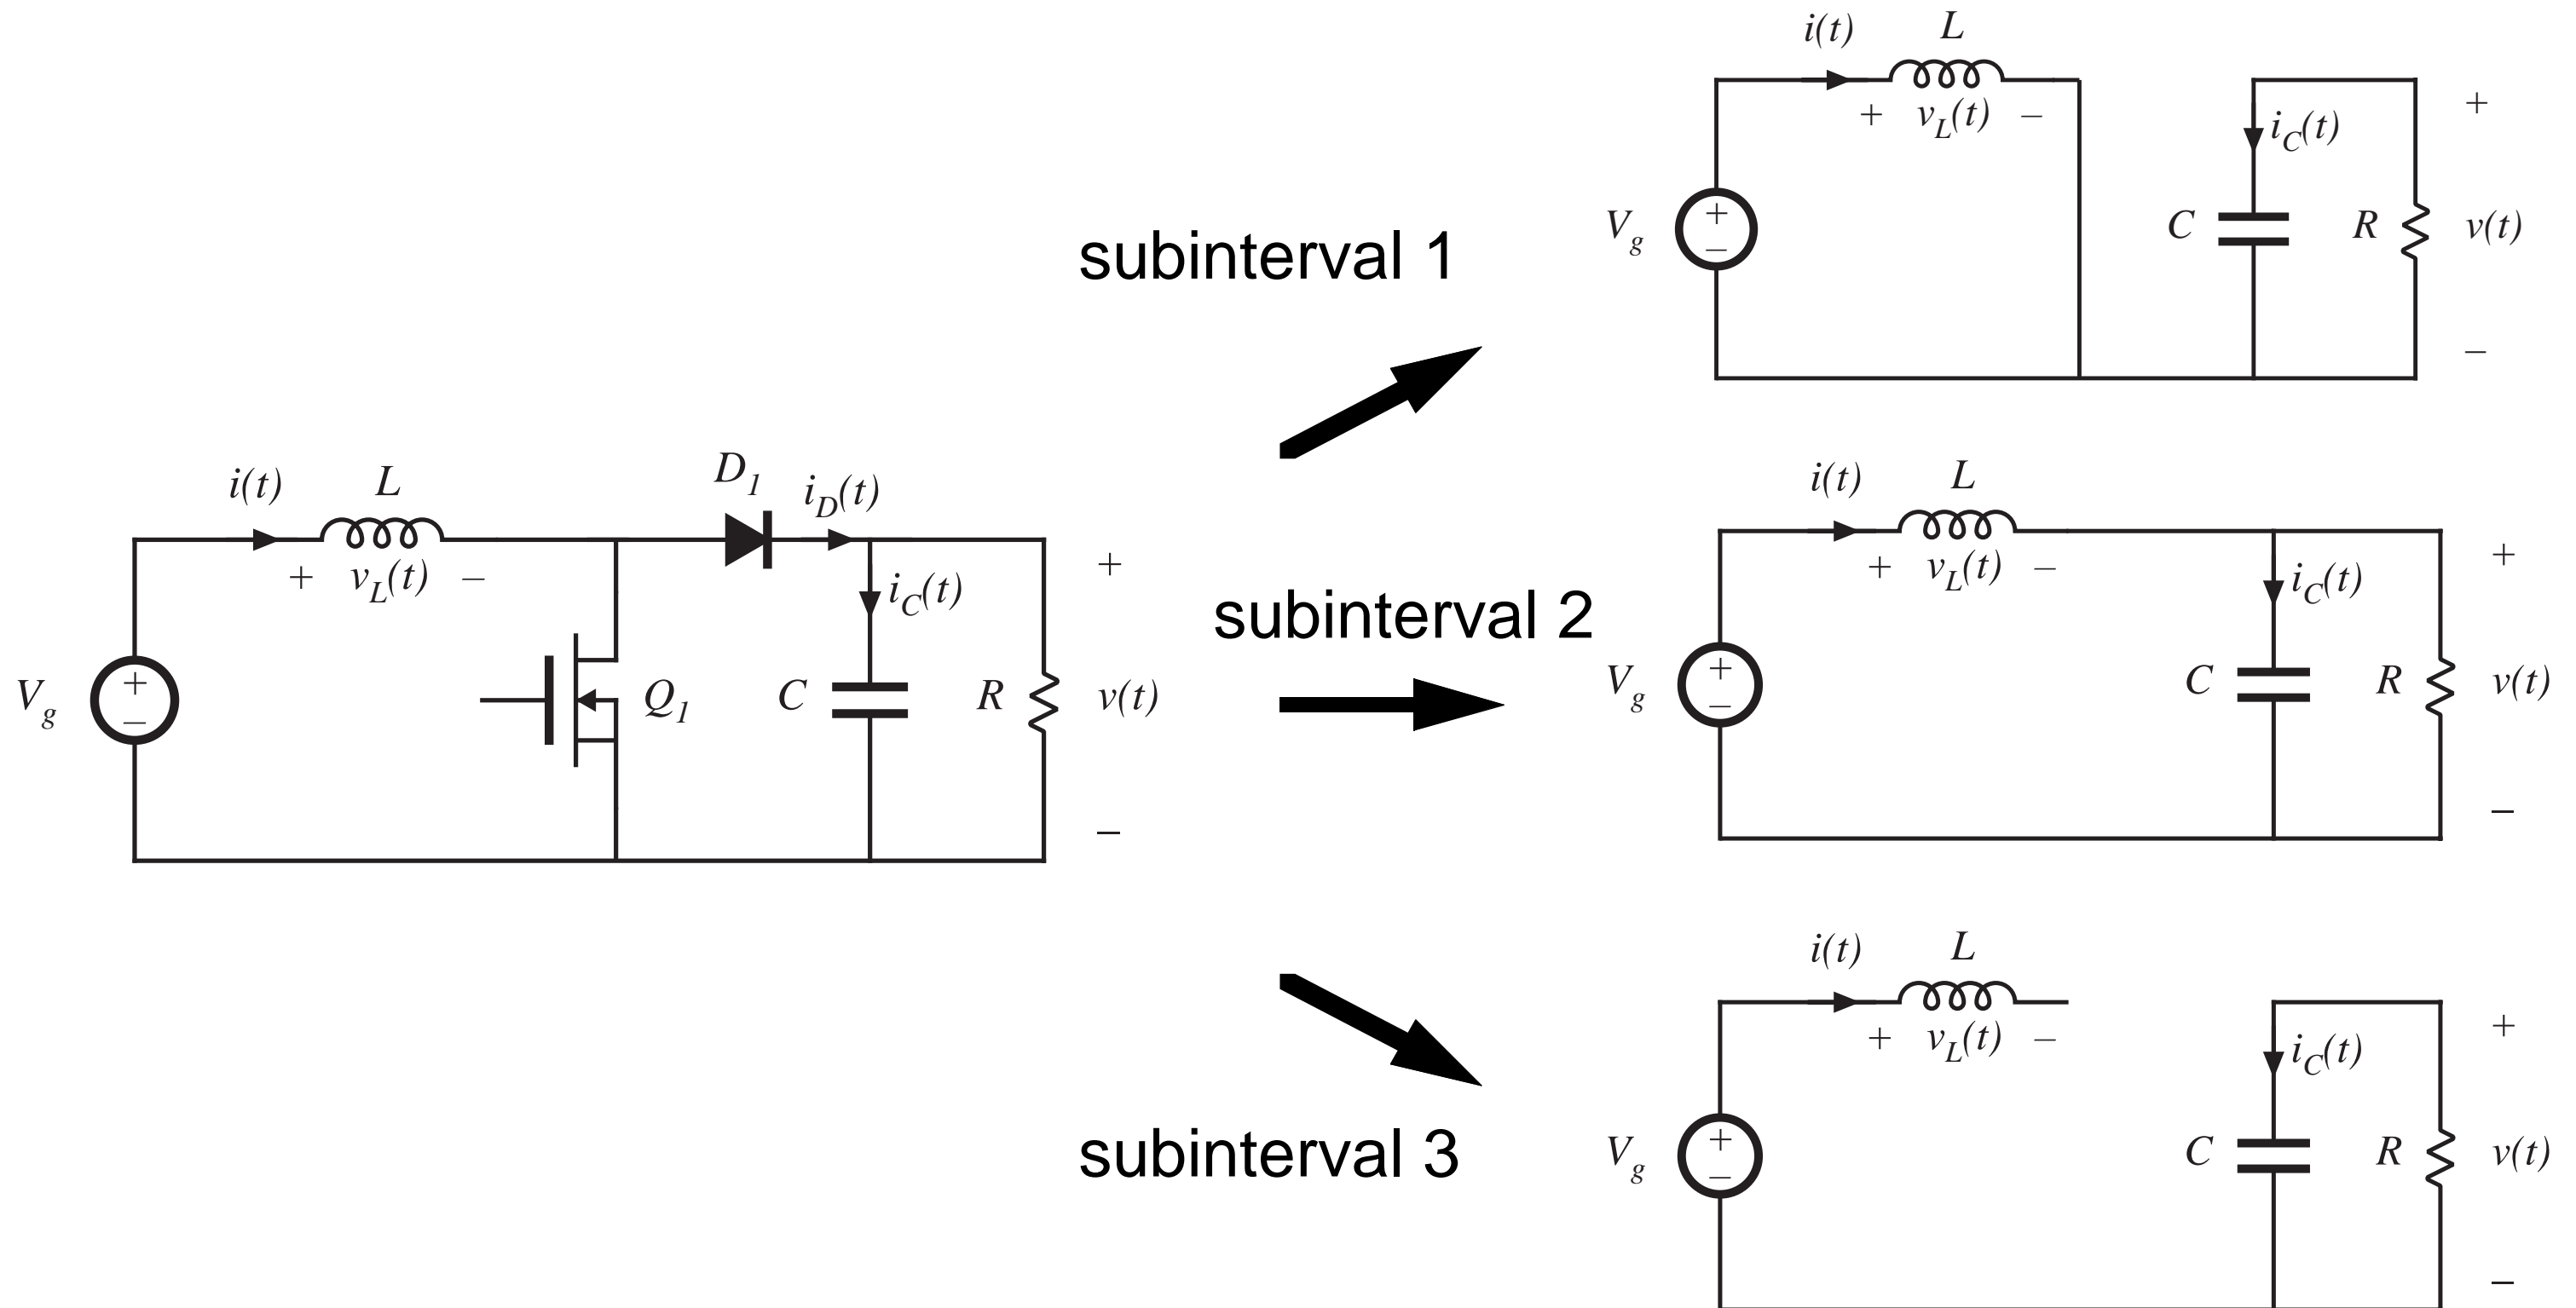 i(t) L
+ v_L(t) –
V_g
+
–
D_1
i_D(t)
i_C(t)
Q_1
C
R
+
v(t)
–
subinterval 1
i(t) L
+ v_L(t) –
V_g
+
–
i_C(t)
C
R
+
v(t)
–
subinterval 2
i(t) L
+ v_L(t) –
V_g
+
–
i_C(t)
C
R
+
v(t)
–
subinterval 3
i(t) L
+ v_L(t) –
V_g
+
–
i_C(t)
C
R
+
v(t)
–